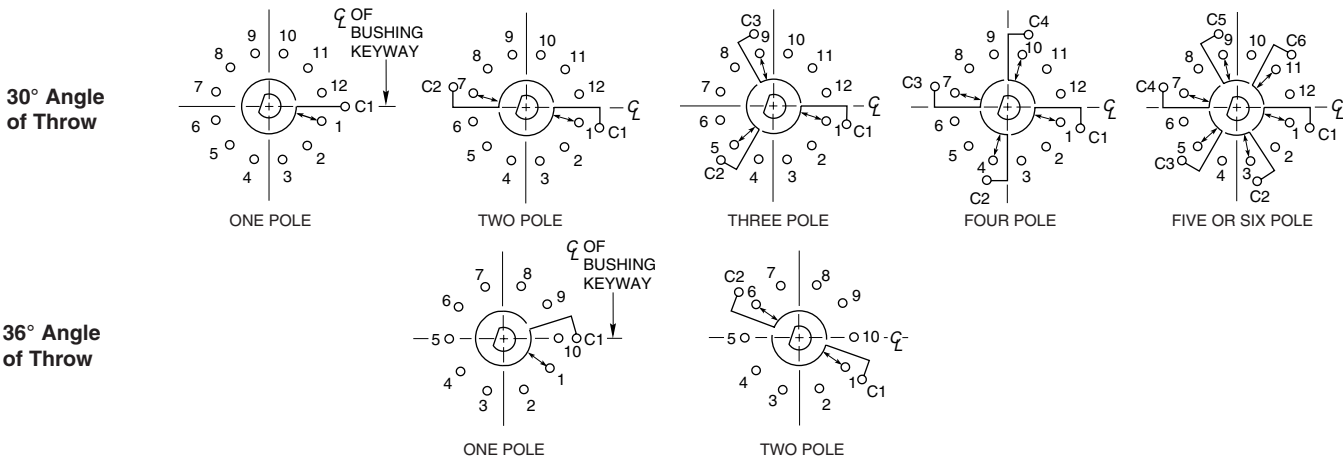 30° Angle
of Throw
℄ OF
BUSHING
KEYWAY
9 10
8 11
7 12
C1
6 1
5 2
4 3
ONE POLE
9 10
8 11
C2 7 12
℄
6 1
C1
5 2
4 3
TWO POLE
C3
9 10
8 11
7 12
℄
6 1
C1
5 2
C2
4 3
THREE POLE
C4
9 10
8 11
C3 7 12
℄
6 1
C1
5 2
4 3
C2
FOUR POLE
C5
9 10 C6
8 11
C4 7 12
℄
6 1
C1
5 2
C3
4 3
C2
FIVE OR SIX POLE
36° Angle
of Throw
℄ OF
BUSHING
KEYWAY
7 8
6 9
5 10 C1
4 1
3 2
ONE POLE
C2 7 8
6 9
5 10 ℄
4 1 C1
3 2
TWO POLE